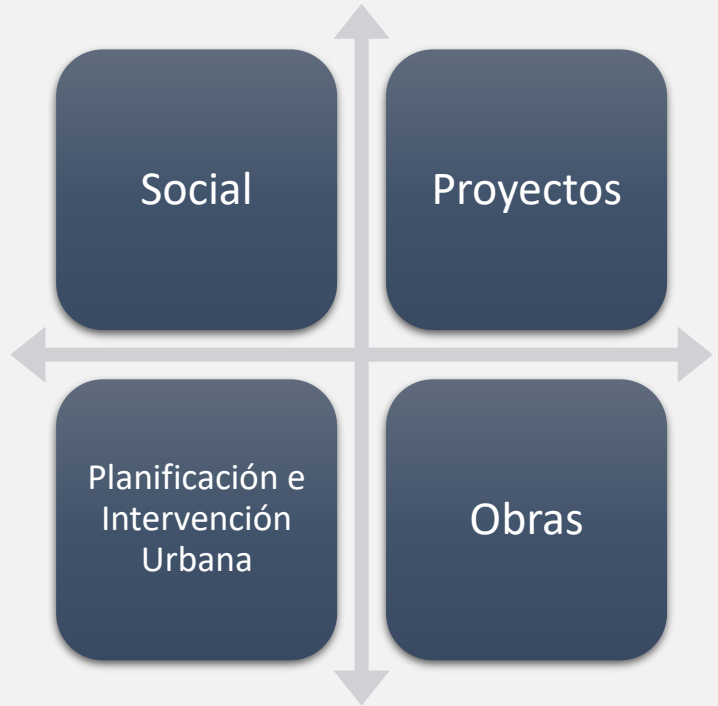 Social
Proyectos
Planificación e
Intervención
Urbana
Obras